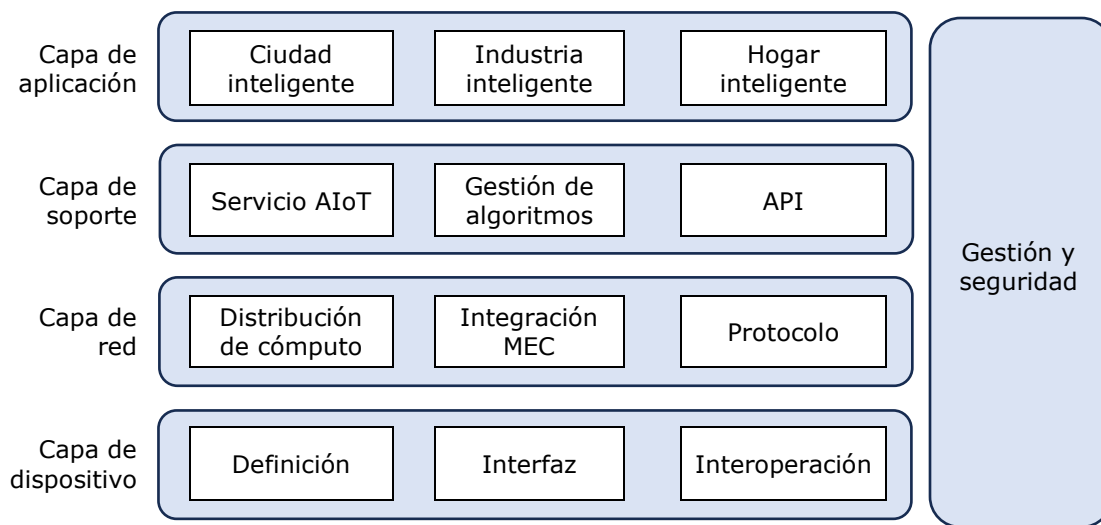 Capa de
aplicación
Ciudad
inteligente
Industria
inteligente
Hogar
inteligente
Capa de
soporte
Servicio AIoT
Gestión de
algoritmos
API
Capa de
red
Distribución
de cómputo
Integración
MEC
Protocolo
Capa de
dispositivo
Definición
Interfaz
Interoperación
Gestión y
seguridad